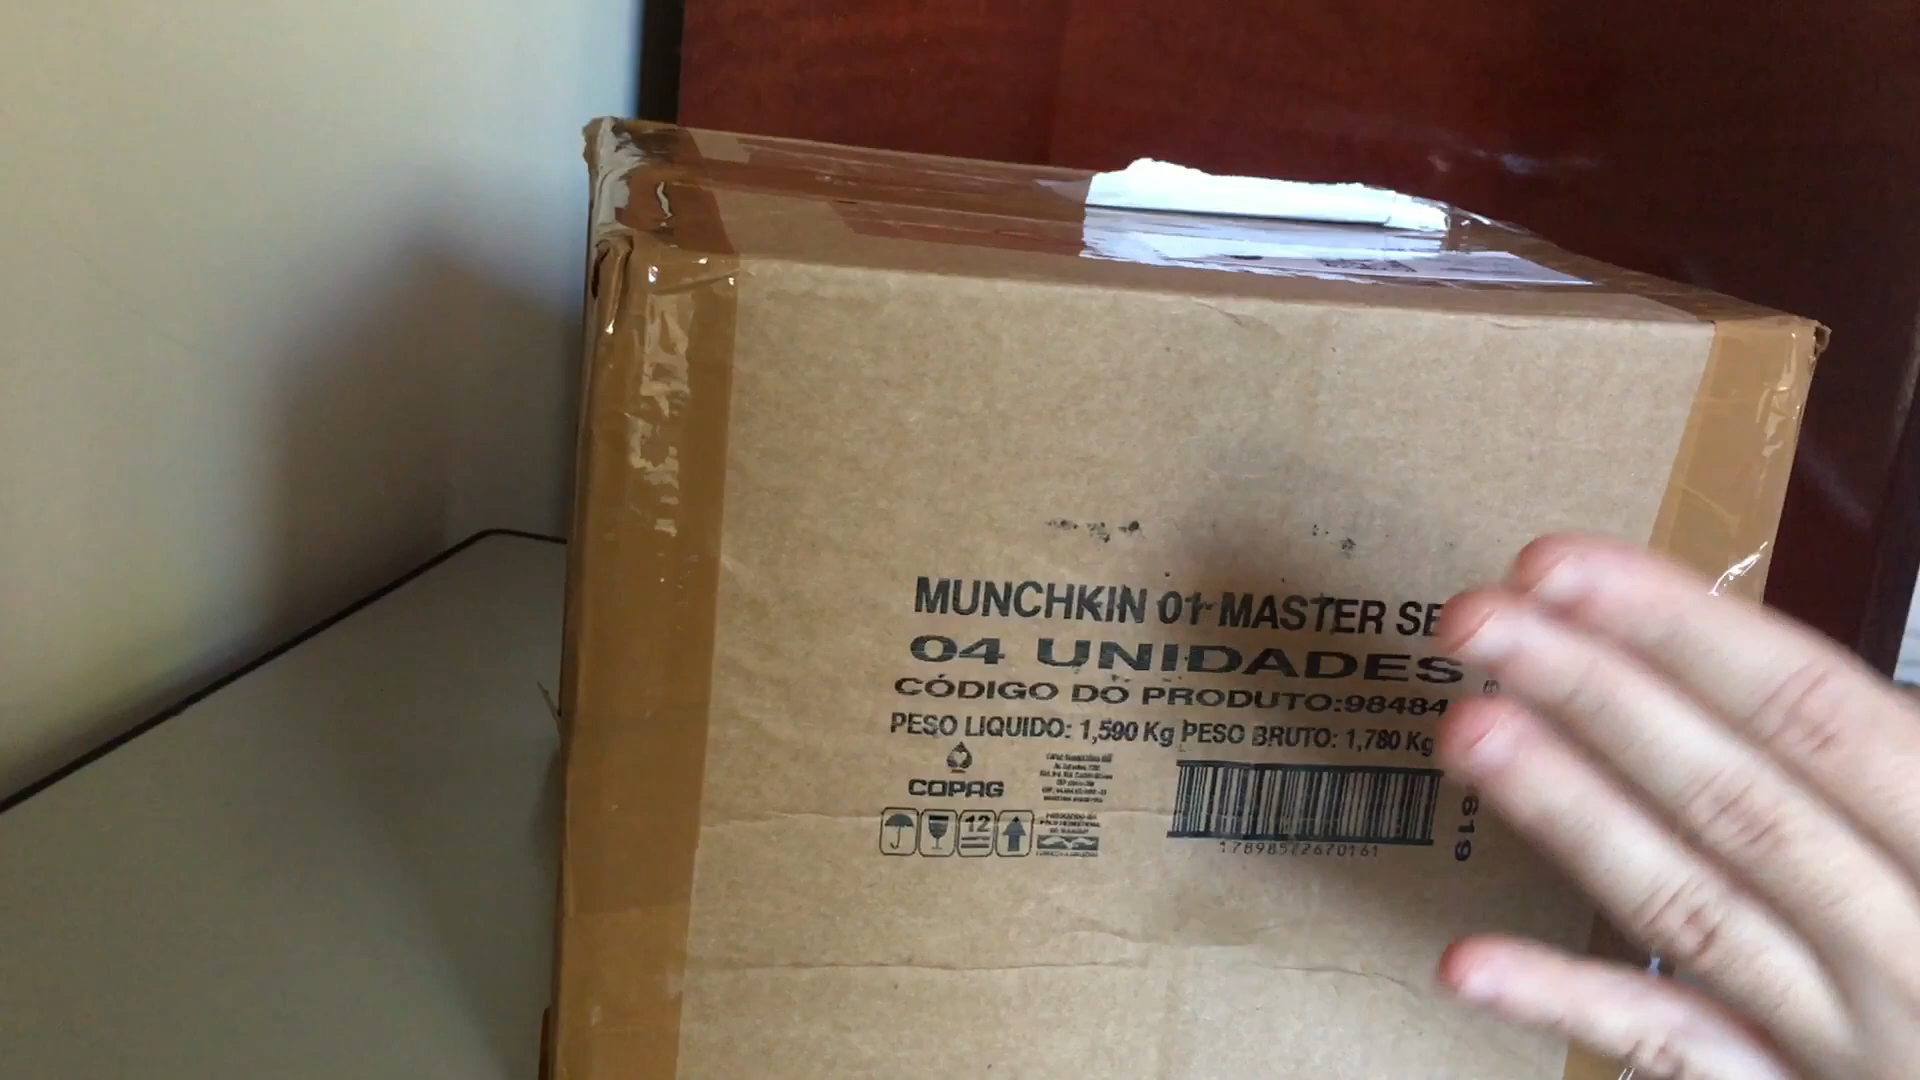 MUNCHKIN 01 MASTER SE
04 UNIDADES
CÓDIGO DO PRODUTO:98484
PESO LIQUIDO: 1,590 Kg PESO BRUTO: 1,780 Kg
COPAG
12
17898572670161
619